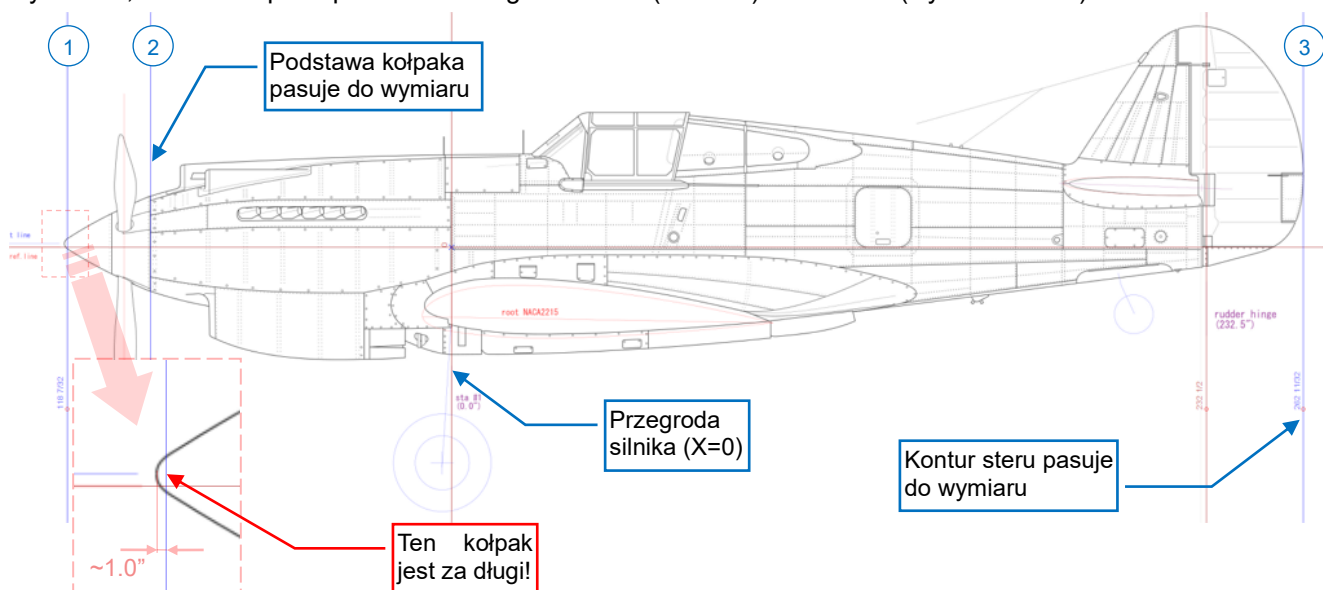 1
2
3
Podstawa kołpaka
pasuje do wymiaru
t line
ref line
root NACA2215
rudder hinge
(232.5")
118 7/32
sta #1
(0.0")
232 1/2
262 11/32
Przegroda
silnika (X=0)
Kontur steru pasuje
do wymiaru
Ten kołpak
jest za długi!
~1.0”